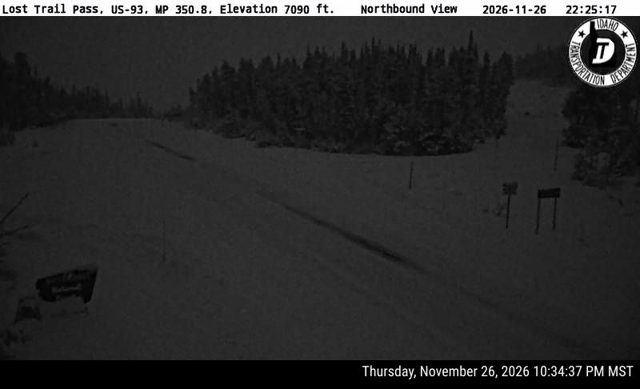 Lost Trail Pass, US-93, MP 350.8, Elevation 7090 ft. Northbound View 2026-11-26 22:25:17
IDAHO
TRANSPORTATION DEPARTMENT
Thursday, November 26, 2026 10:34:37 PM MST